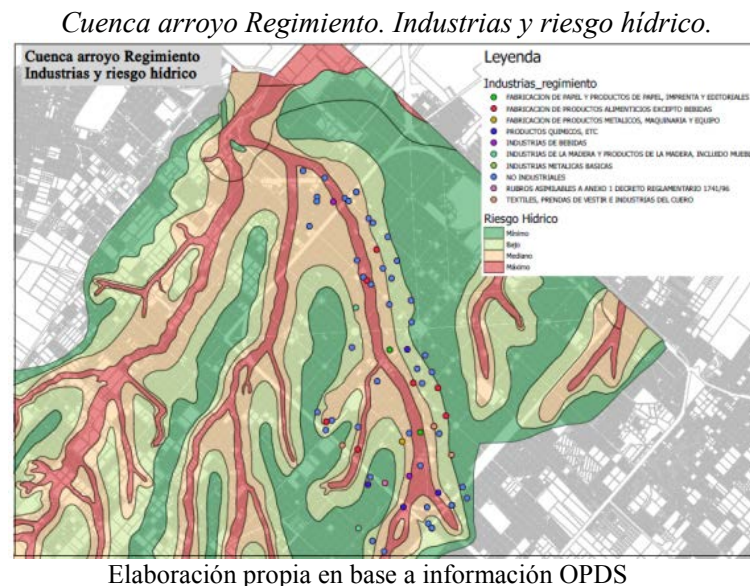 Cuenca arroyo Regimiento. Industrias y riesgo hídrico.
Cuenca arroyo Regimiento
Industrias y riesgo hídrico
Leyenda
Industrias_regimiento
FABRICACION DE PAPEL Y PRODUCTOS DE PAPEL, IMPRENTA Y EDITORIALES
FABRICACION DE PRODUCTOS ALIMENTICIOS EXCEPTO BEBIDAS
FABRICACION DE PRODUCTOS METALICOS, MAQUINARIA Y EQUIPO
PRODUCTOS QUIMICOS, ETC
INDUSTRIAS DE BEBIDAS
INDUSTRIAS DE LA MADERA Y PRODUCTOS DE LA MADERA, INCLUIDO MUEBL
INDUSTRIAS METALICAS BASICAS
NO INDUSTRIALES
RUBROS ASIMILABLES A ANEXO 1 DECRETO REGLAMENTARIO 1741/96
TEXTILES, PRENDAS DE VESTIR E INDUSTRIAS DEL CUERO
Riesgo Hídrico
Mínimo
Bajo
Mediano
Máximo
Elaboración propia en base a información OPDS